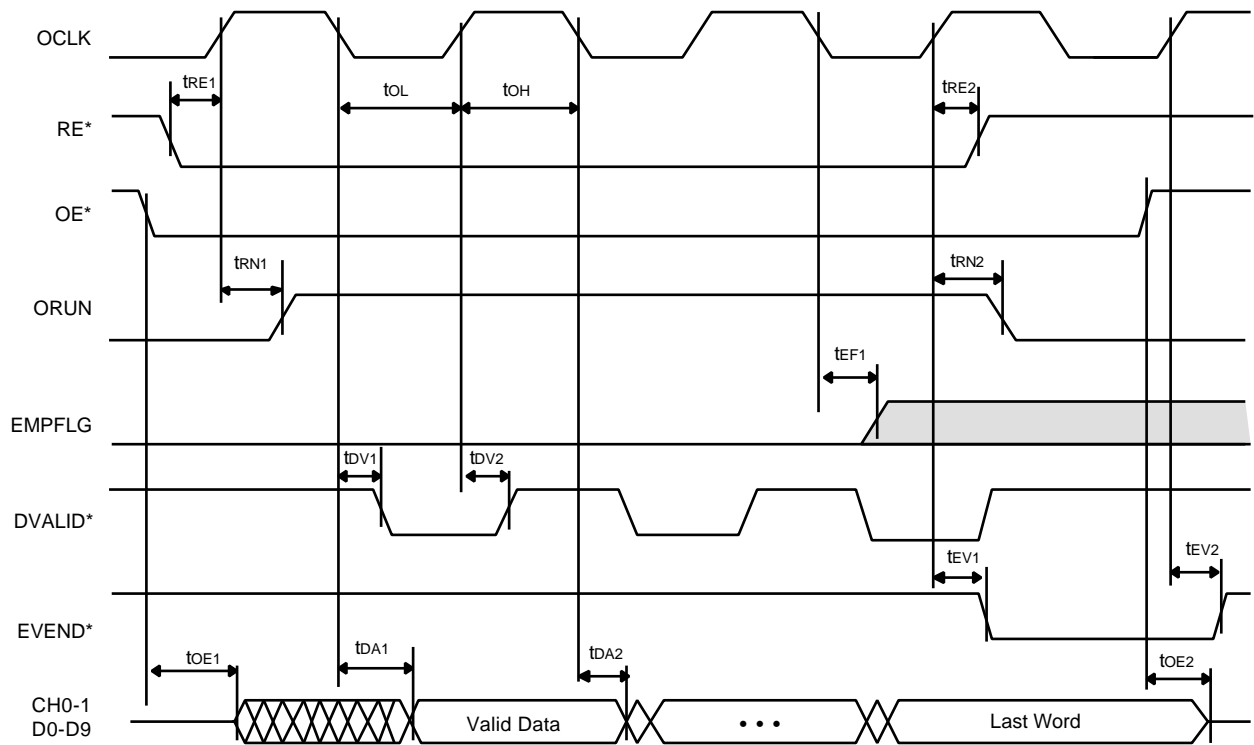 OCLK
tRE1
tOL
tOH
tRE2
RE*
OE*
tRN1
tRN2
ORUN
tEF1
EMPFLG
tDV1
tDV2
DVALID*
tEV1
tEV2
EVEND*
tOE1
tDA1
tDA2
tOE2
CH0-1
D0-D9
Valid Data
• • •
Last Word